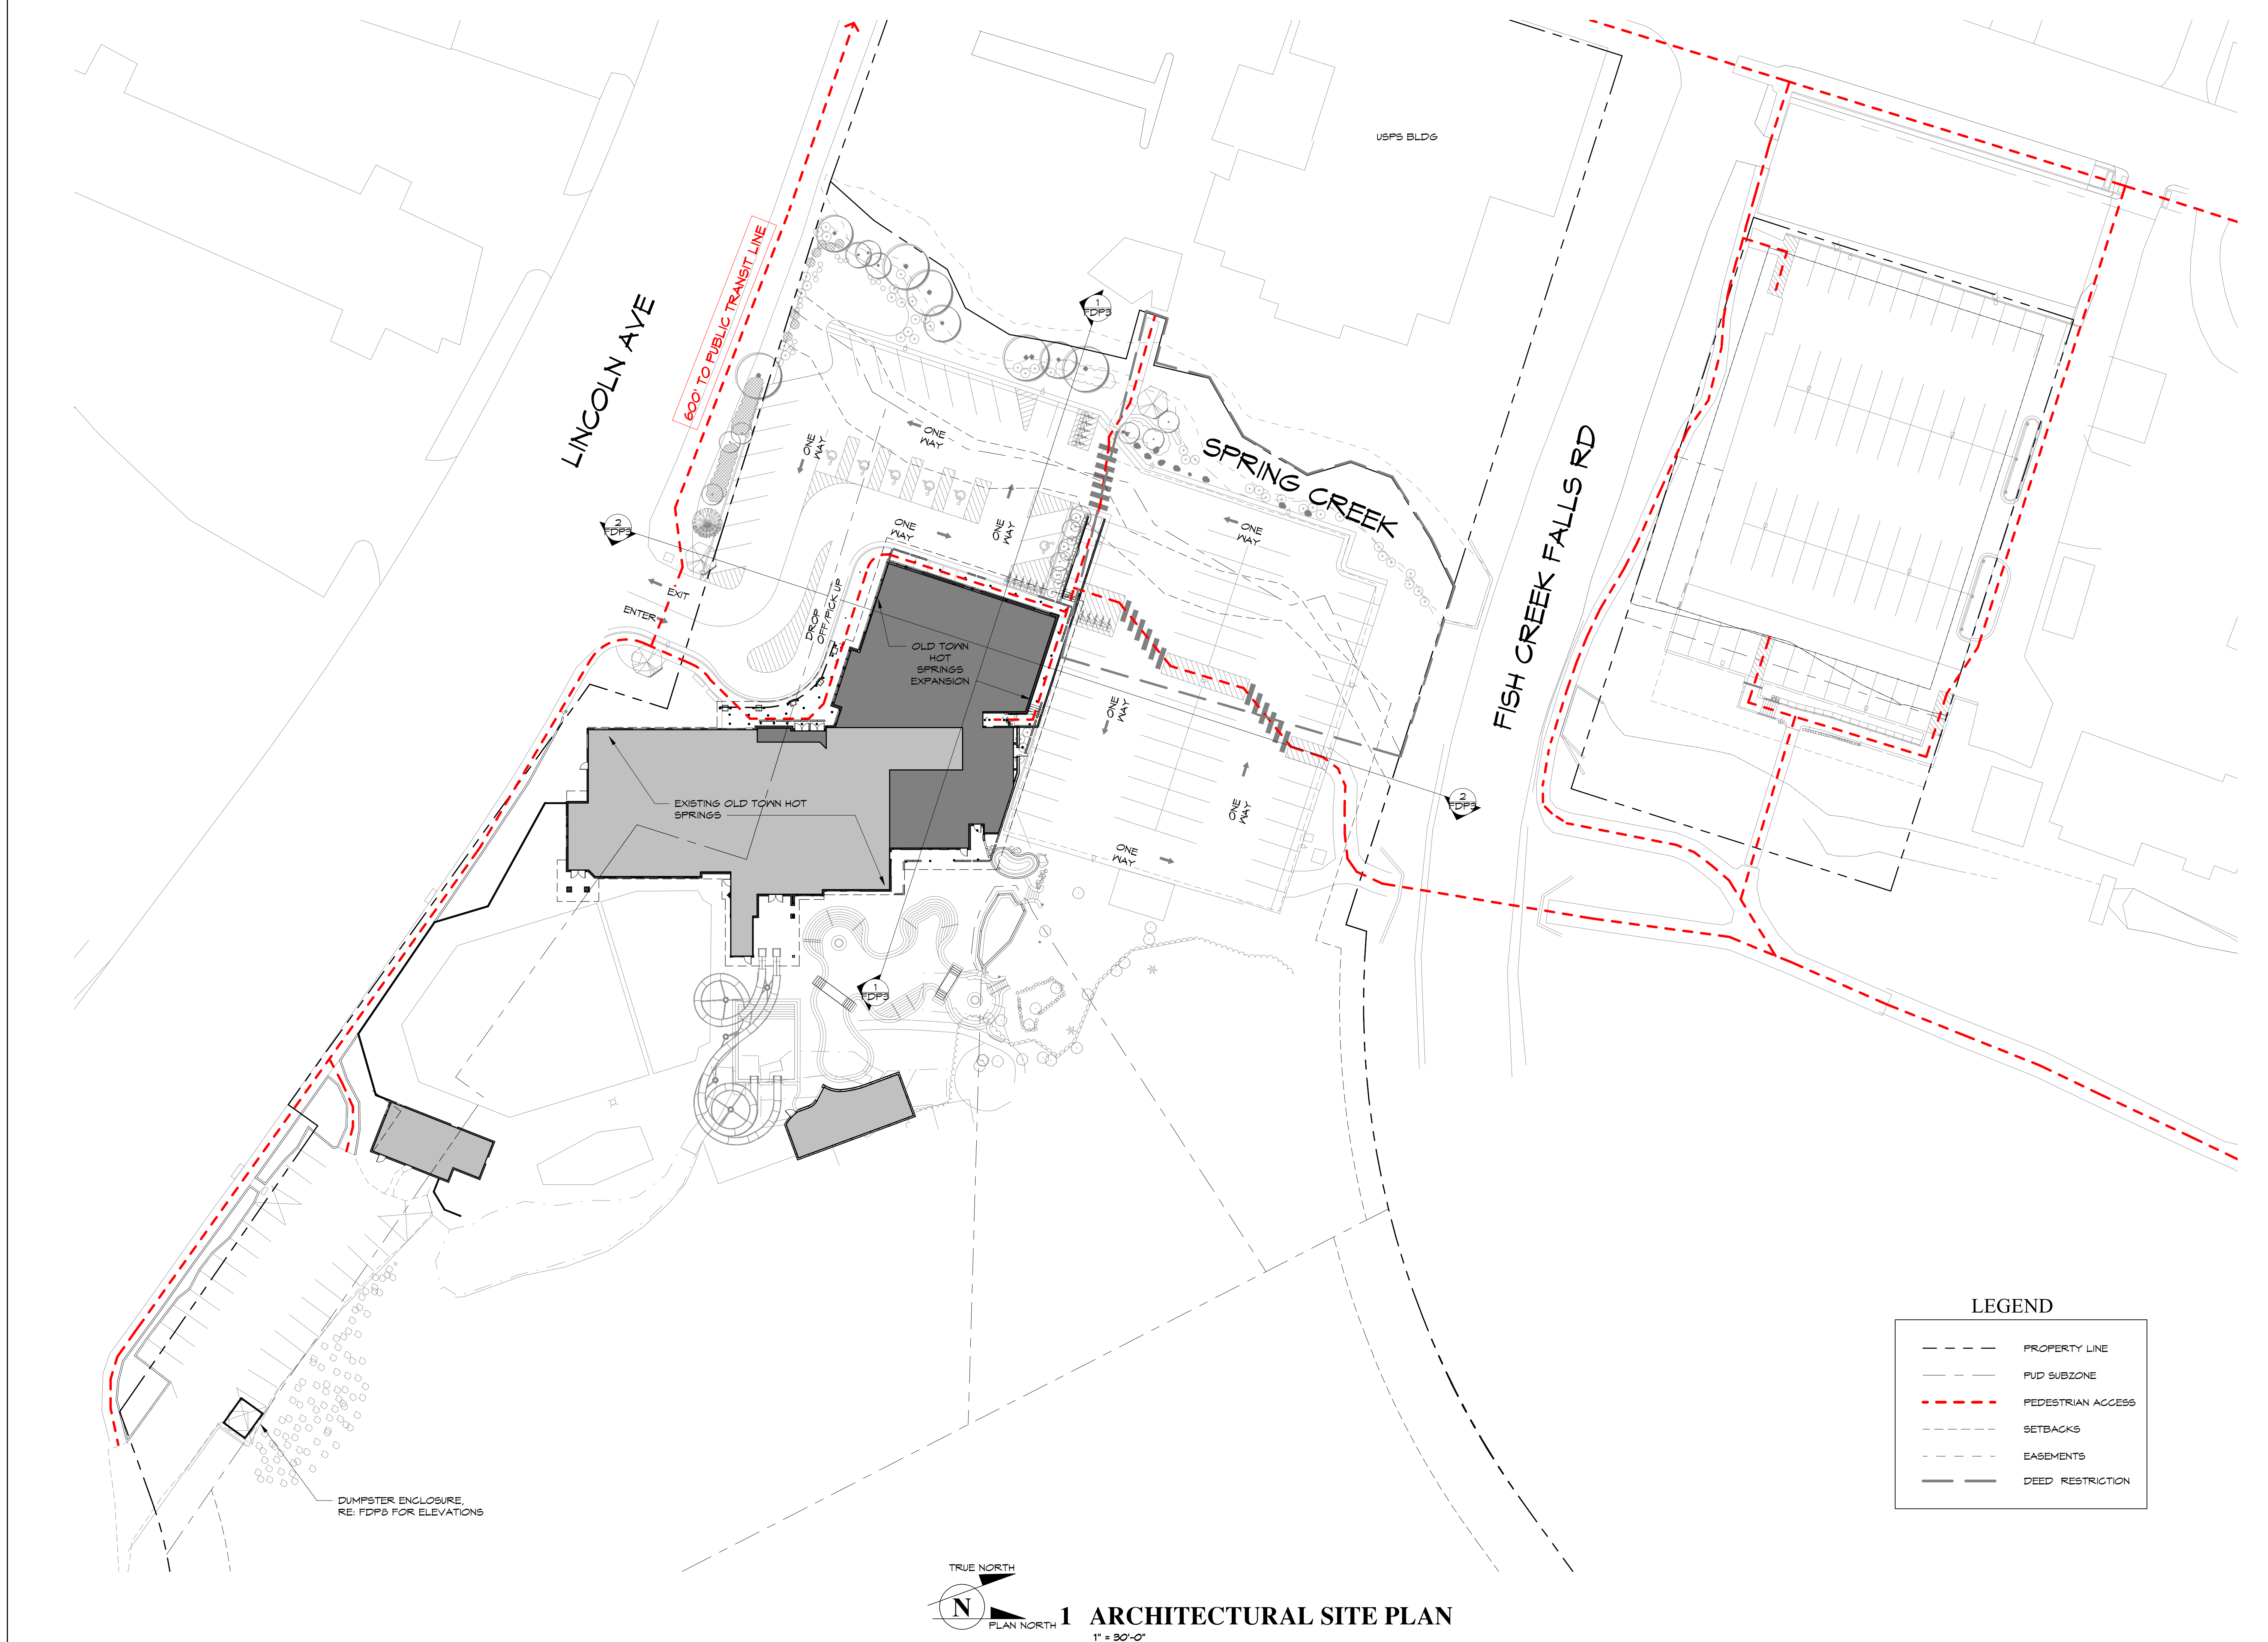 USPS BLDG
LINCOLN AVE
600' TO PUBLIC TRANSIT LINE
1
FDP3
ONE
WAY
ONE
WAY
SPRING CREEK
FISH CREEK FALLS RD
2
FDP3
ONE
WAY
ONE
WAY
ONE
WAY
EXIT
ENTER
DROP
OFF/PICK UP
OLD TOWN
HOT
SPRINGS
EXPANSION
ONE
WAY
ONE
WAY
ONE
WAY
2
FDP3
EXISTING OLD TOWN HOT
SPRINGS
1
FDP3
DUMPSTER ENCLOSURE,
RE: FDP8 FOR ELEVATIONS
LEGEND
PROPERTY LINE
PUD SUBZONE
PEDESTRIAN ACCESS
SETBACKS
EASEMENTS
DEED RESTRICTION
TRUE NORTH
N
PLAN NORTH
1 ARCHITECTURAL SITE PLAN
1" = 30'-0"